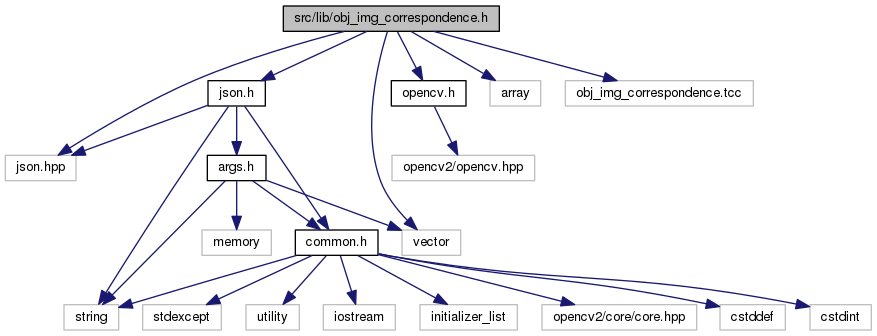 src/lib/obj_img_correspondence.h
json.h
opencv.h
array
obj_img_correspondence.tcc
json.hpp
args.h
opencv2/opencv.hpp
memory
common.h
vector
string
stdexcept
utility
iostream
initializer_list
opencv2/core/core.hpp
cstddef
cstdint